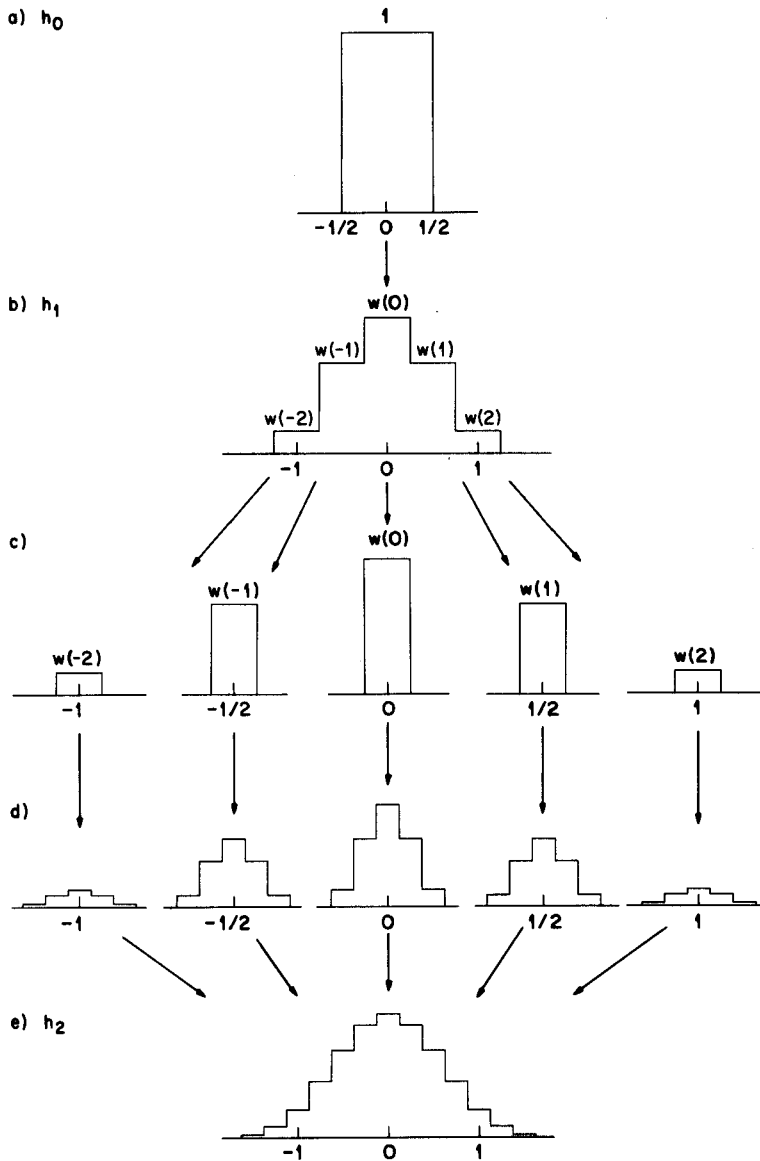 a) h0
1
-1/2 0 1/2
b) h1
w(0)
w(-1) w(1)
w(-2) w(2)
-1 0 1
c)
w(0)
w(-1) w(1)
w(-2) w(2)
-1 -1/2 0 1/2 1
d)
-1 -1/2 0 1/2 1
e) h2
-1 0 1